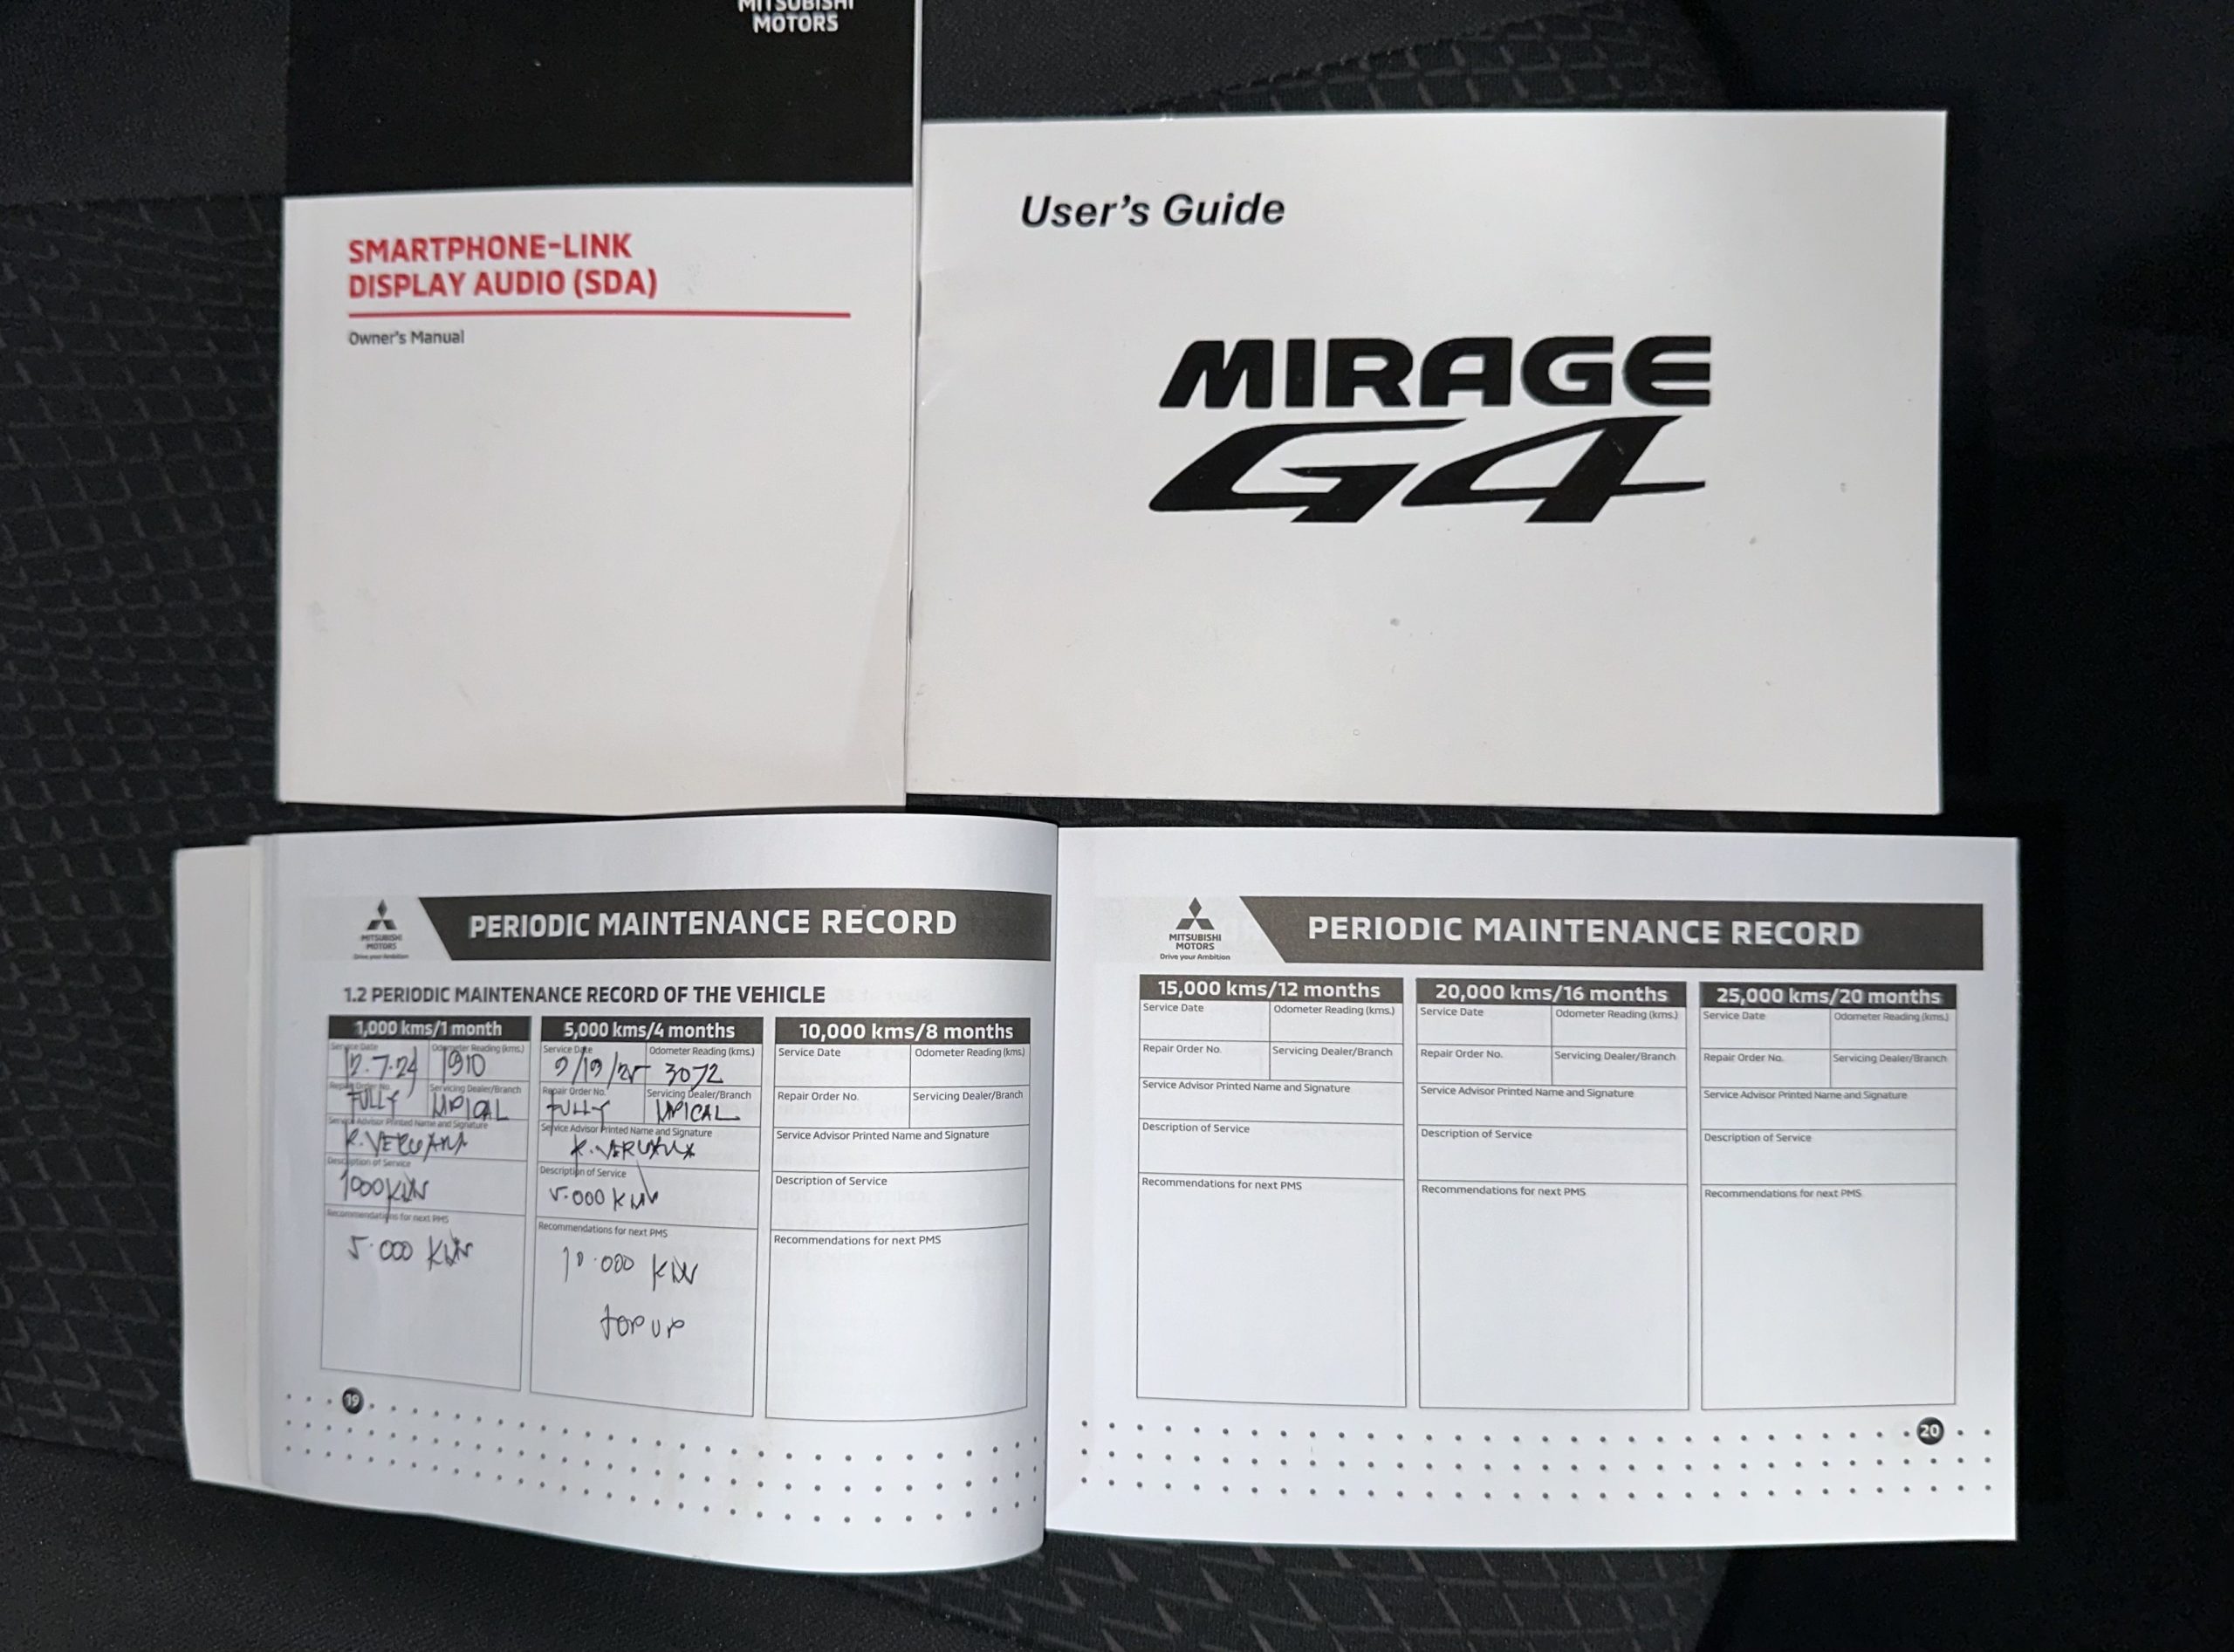 MITSUBISHI
MOTORS
SMARTPHONE-LINK
DISPLAY AUDIO (SDA)
Owner's Manual
User's Guide
MIRAGE
G4
MITSUBISHI
MOTORS
Drive your Ambition
PERIODIC MAINTENANCE RECORD
1.2 PERIODIC MAINTENANCE RECORD OF THE VEHICLE
1,000 kms/1 month
Service Date Odometer Reading (kms.)
12.7.24 910
Repair Order No. Servicing Dealer/Branch
FULLY
Service Advisor Printed Name and Signature
Description of Service
1000 KM
Recommendations for next PMS
5.000 KM
5,000 kms/4 months
Service Date Odometer Reading (kms.)
3072
Repair Order No. Servicing Dealer/Branch
FULLY
Service Advisor Printed Name and Signature
Description of Service
5.000 KM
Recommendations for next PMS
10.000 KM
TOP UP
10,000 kms/8 months
Service Date Odometer Reading (kms.)
Repair Order No. Servicing Dealer/Branch
Service Advisor Printed Name and Signature
Description of Service
Recommendations for next PMS
19
MITSUBISHI
MOTORS
Drive your Ambition
PERIODIC MAINTENANCE RECORD
15,000 kms/12 months
Service Date Odometer Reading (kms.)
Repair Order No. Servicing Dealer/Branch
Service Advisor Printed Name and Signature
Description of Service
Recommendations for next PMS
20,000 kms/16 months
Service Date Odometer Reading (kms.)
Repair Order No. Servicing Dealer/Branch
Service Advisor Printed Name and Signature
Description of Service
Recommendations for next PMS
25,000 kms/20 months
Service Date Odometer Reading (kms.)
Repair Order No. Servicing Dealer/Branch
Service Advisor Printed Name and Signature
Description of Service
Recommendations for next PMS
20